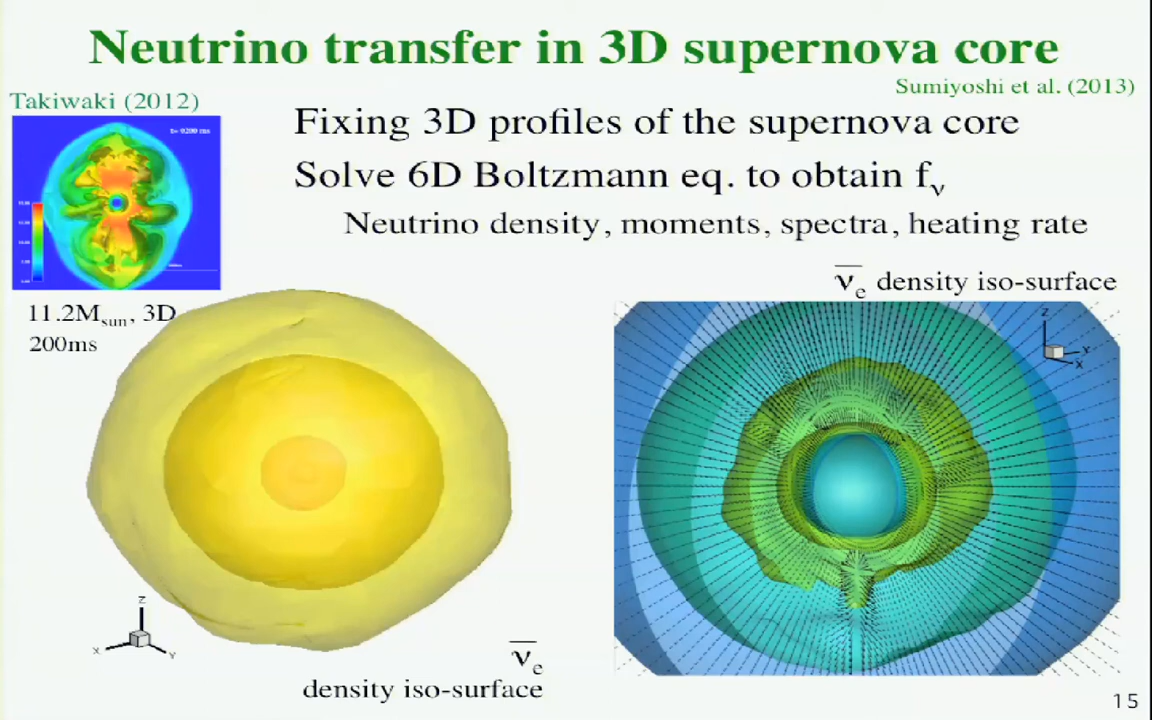 Neutrino transfer in 3D supernova core
Sumiyoshi et al. (2013)
Takiwaki (2012)
Fixing 3D profiles of the supernova core
Solve 6D Boltzmann eq. to obtain fν
Neutrino density, moments, spectra, heating rate
ν̅e density iso-surface
11.2Msun, 3D
200ms
Z
Y
X
Z
X
Y
ν̅e
density iso-surface
15